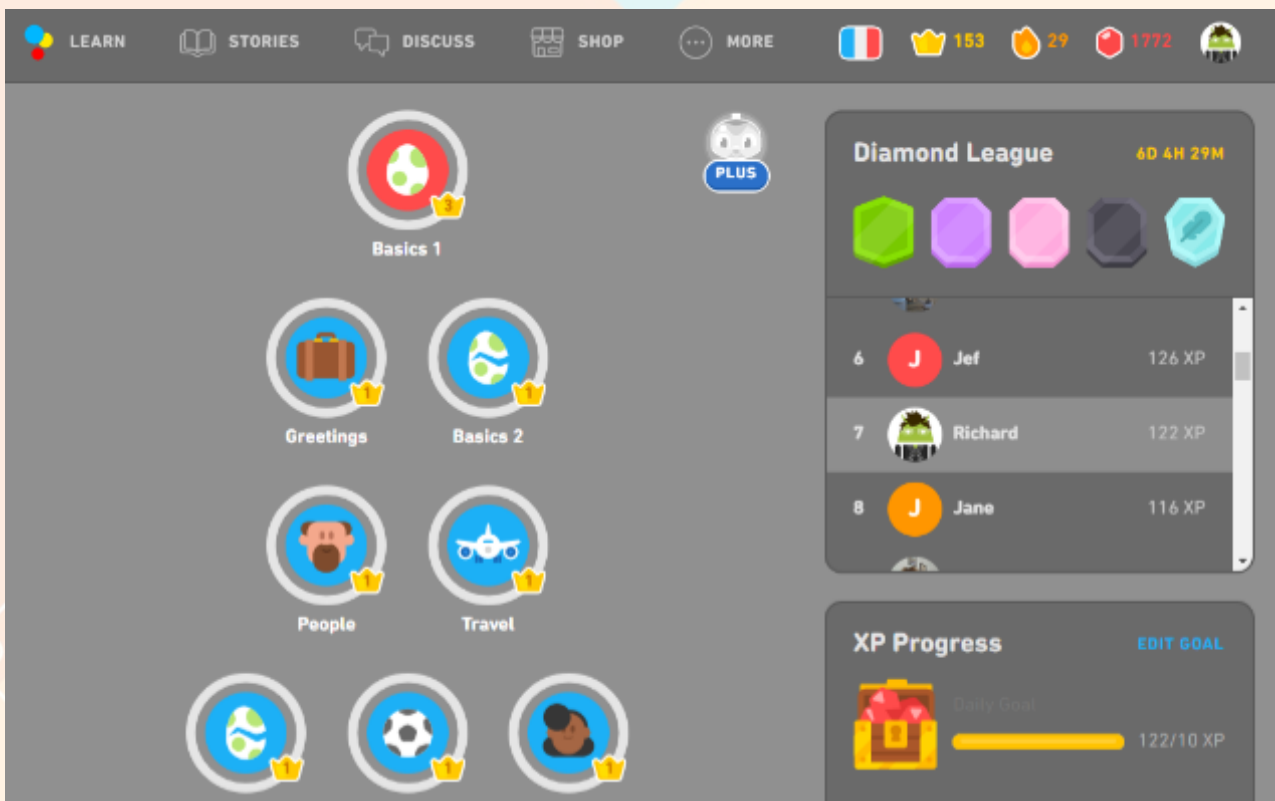 LEARN STORIES DISCUSS SHOP MORE 153 29 1772
3
Basics 1
PLUS
1 1
Greetings Basics 2
1 1
People Travel
1 1 1
Diamond League 6D 4H 29M
6 J Jef 126 XP
7 Richard 122 XP
8 J Jane 116 XP
XP Progress EDIT GOAL
Daily Goal
122/10 XP